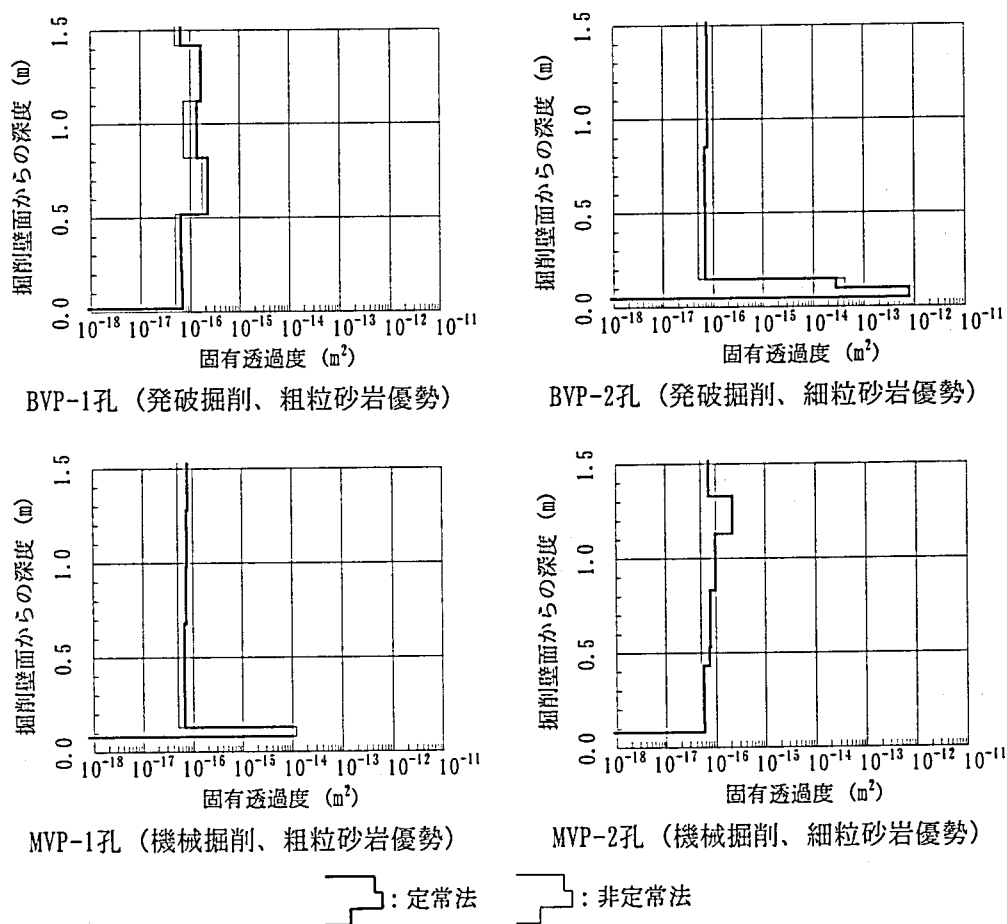 掘削壁面からの深度 (m)
1.5
1.0
0.5
0.0
10⁻¹⁸ 10⁻¹⁷ 10⁻¹⁶ 10⁻¹⁵ 10⁻¹⁴ 10⁻¹³ 10⁻¹² 10⁻¹¹
固有透過度 (m²)
BVP-1孔 (発破掘削、粗粒砂岩優勢)
掘削壁面からの深度 (m)
1.5
1.0
0.5
0.0
10⁻¹⁸ 10⁻¹⁷ 10⁻¹⁶ 10⁻¹⁵ 10⁻¹⁴ 10⁻¹³ 10⁻¹² 10⁻¹¹
固有透過度 (m²)
BVP-2孔 (発破掘削、細粒砂岩優勢)
掘削壁面からの深度 (m)
1.5
1.0
0.5
0.0
10⁻¹⁸ 10⁻¹⁷ 10⁻¹⁶ 10⁻¹⁵ 10⁻¹⁴ 10⁻¹³ 10⁻¹² 10⁻¹¹
固有透過度 (m²)
MVP-1孔 (機械掘削、粗粒砂岩優勢)
掘削壁面からの深度 (m)
1.5
1.0
0.5
0.0
10⁻¹⁸ 10⁻¹⁷ 10⁻¹⁶ 10⁻¹⁵ 10⁻¹⁴ 10⁻¹³ 10⁻¹² 10⁻¹¹
固有透過度 (m²)
MVP-2孔 (機械掘削、細粒砂岩優勢)
: 定常法 : 非定常法